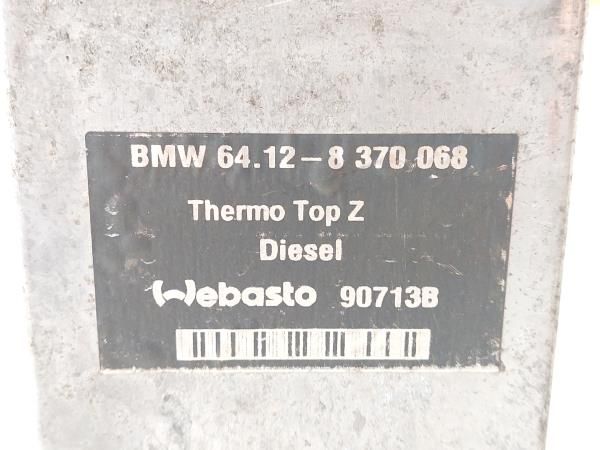 BMW 64.12-8 370 068
Thermo Top Z
Diesel
Webasto 90713B